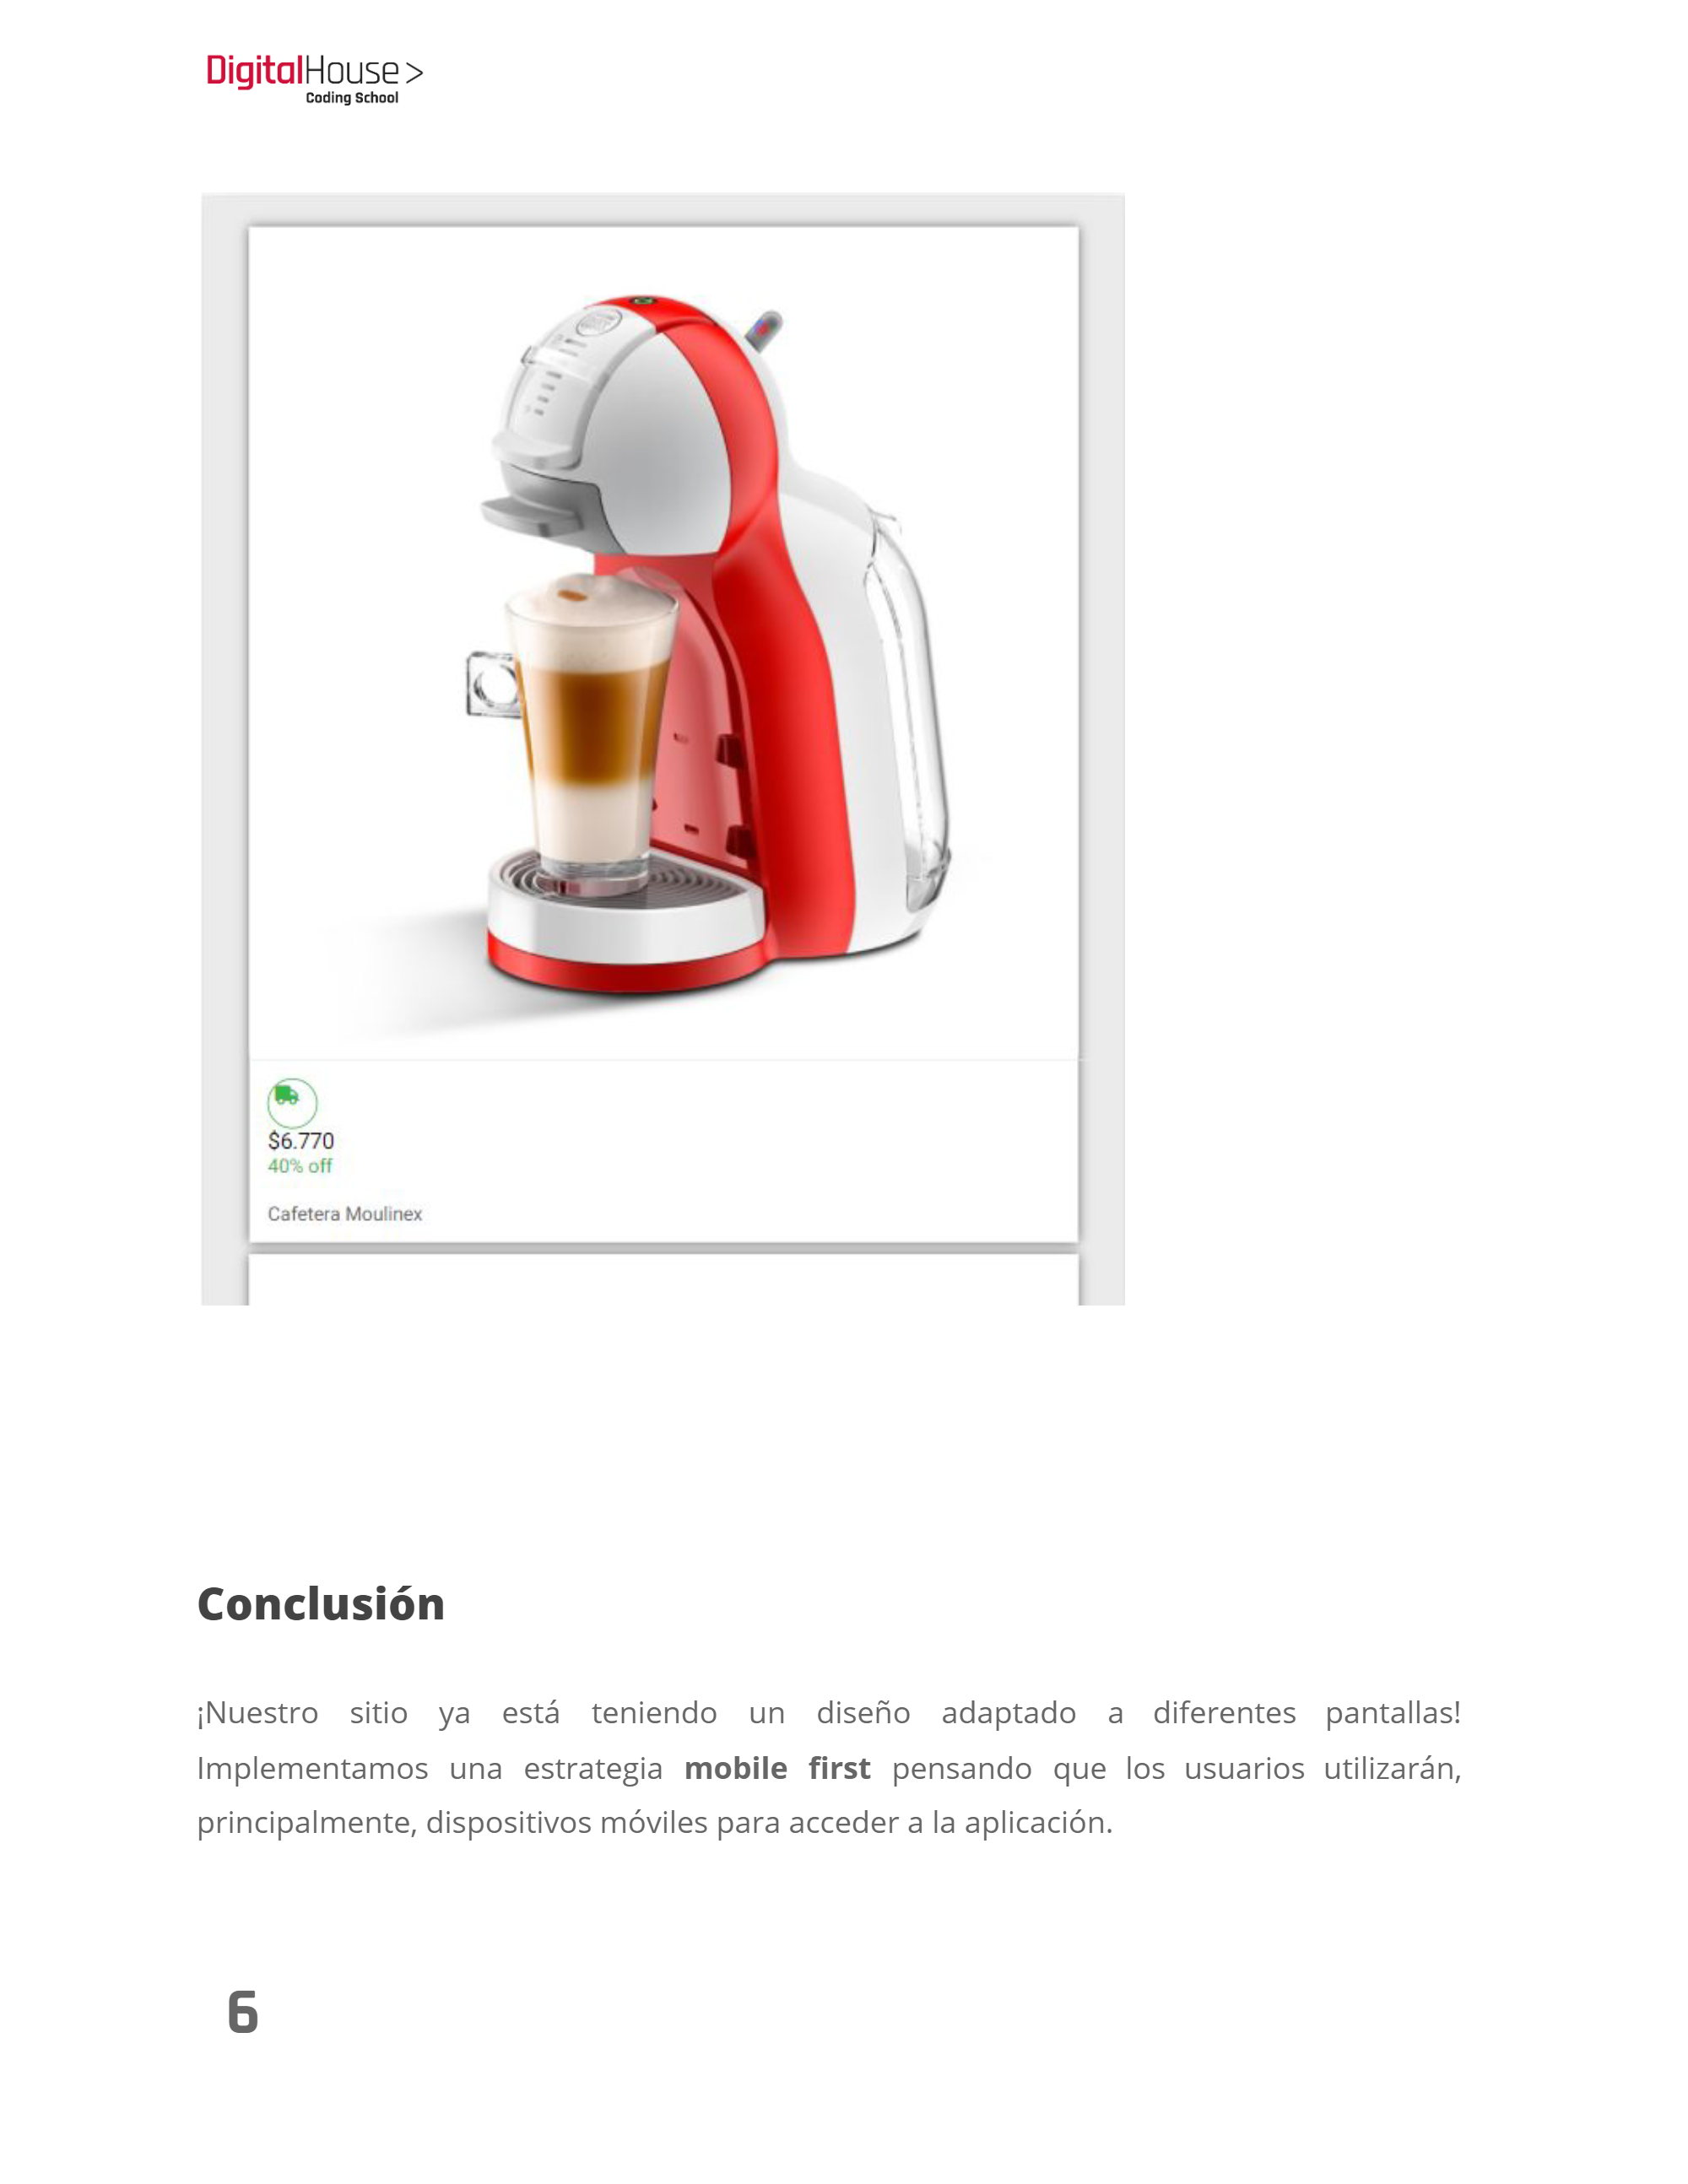 DigitalHouse >
Coding School
$6.770
40% off
Cafetera Moulinex
Conclusión
¡Nuestro sitio ya está teniendo un diseño adaptado a diferentes pantallas!
Implementamos una estrategia mobile first pensando que los usuarios utilizarán,
principalmente, dispositivos móviles para acceder a la aplicación.
6